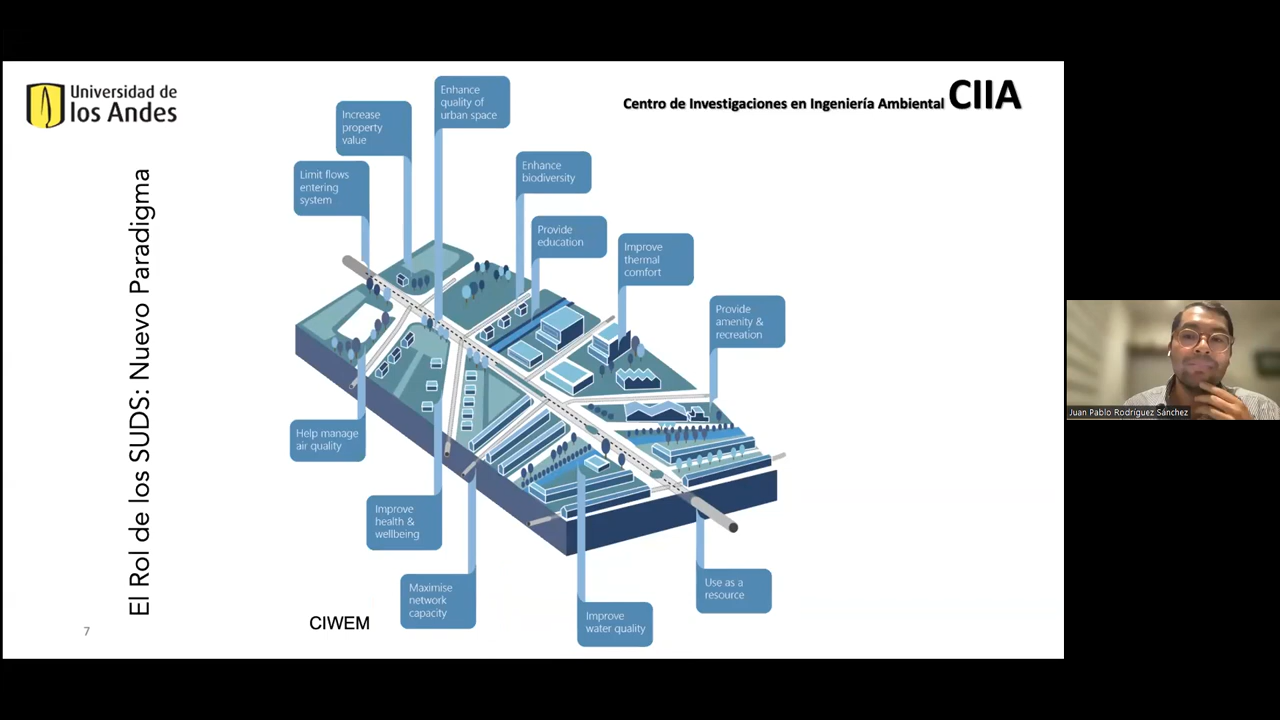 Universidad de
los Andes
Centro de Investigaciones en Ingeniería Ambiental CIIA
El Rol de los SUDS: Nuevo Paradigma
Enhance
quality of
urban space
Increase
property
value
Limit flows
entering
system
Enhance
biodiversity
Provide
education
Improve
thermal
comfort
Provide
amenity &
recreation
Help manage
air quality
Improve
health &
wellbeing
Maximise
network
capacity
Improve
water quality
Use as a
resource
CIWEM
7
Juan Pablo Rodríguez Sánchez